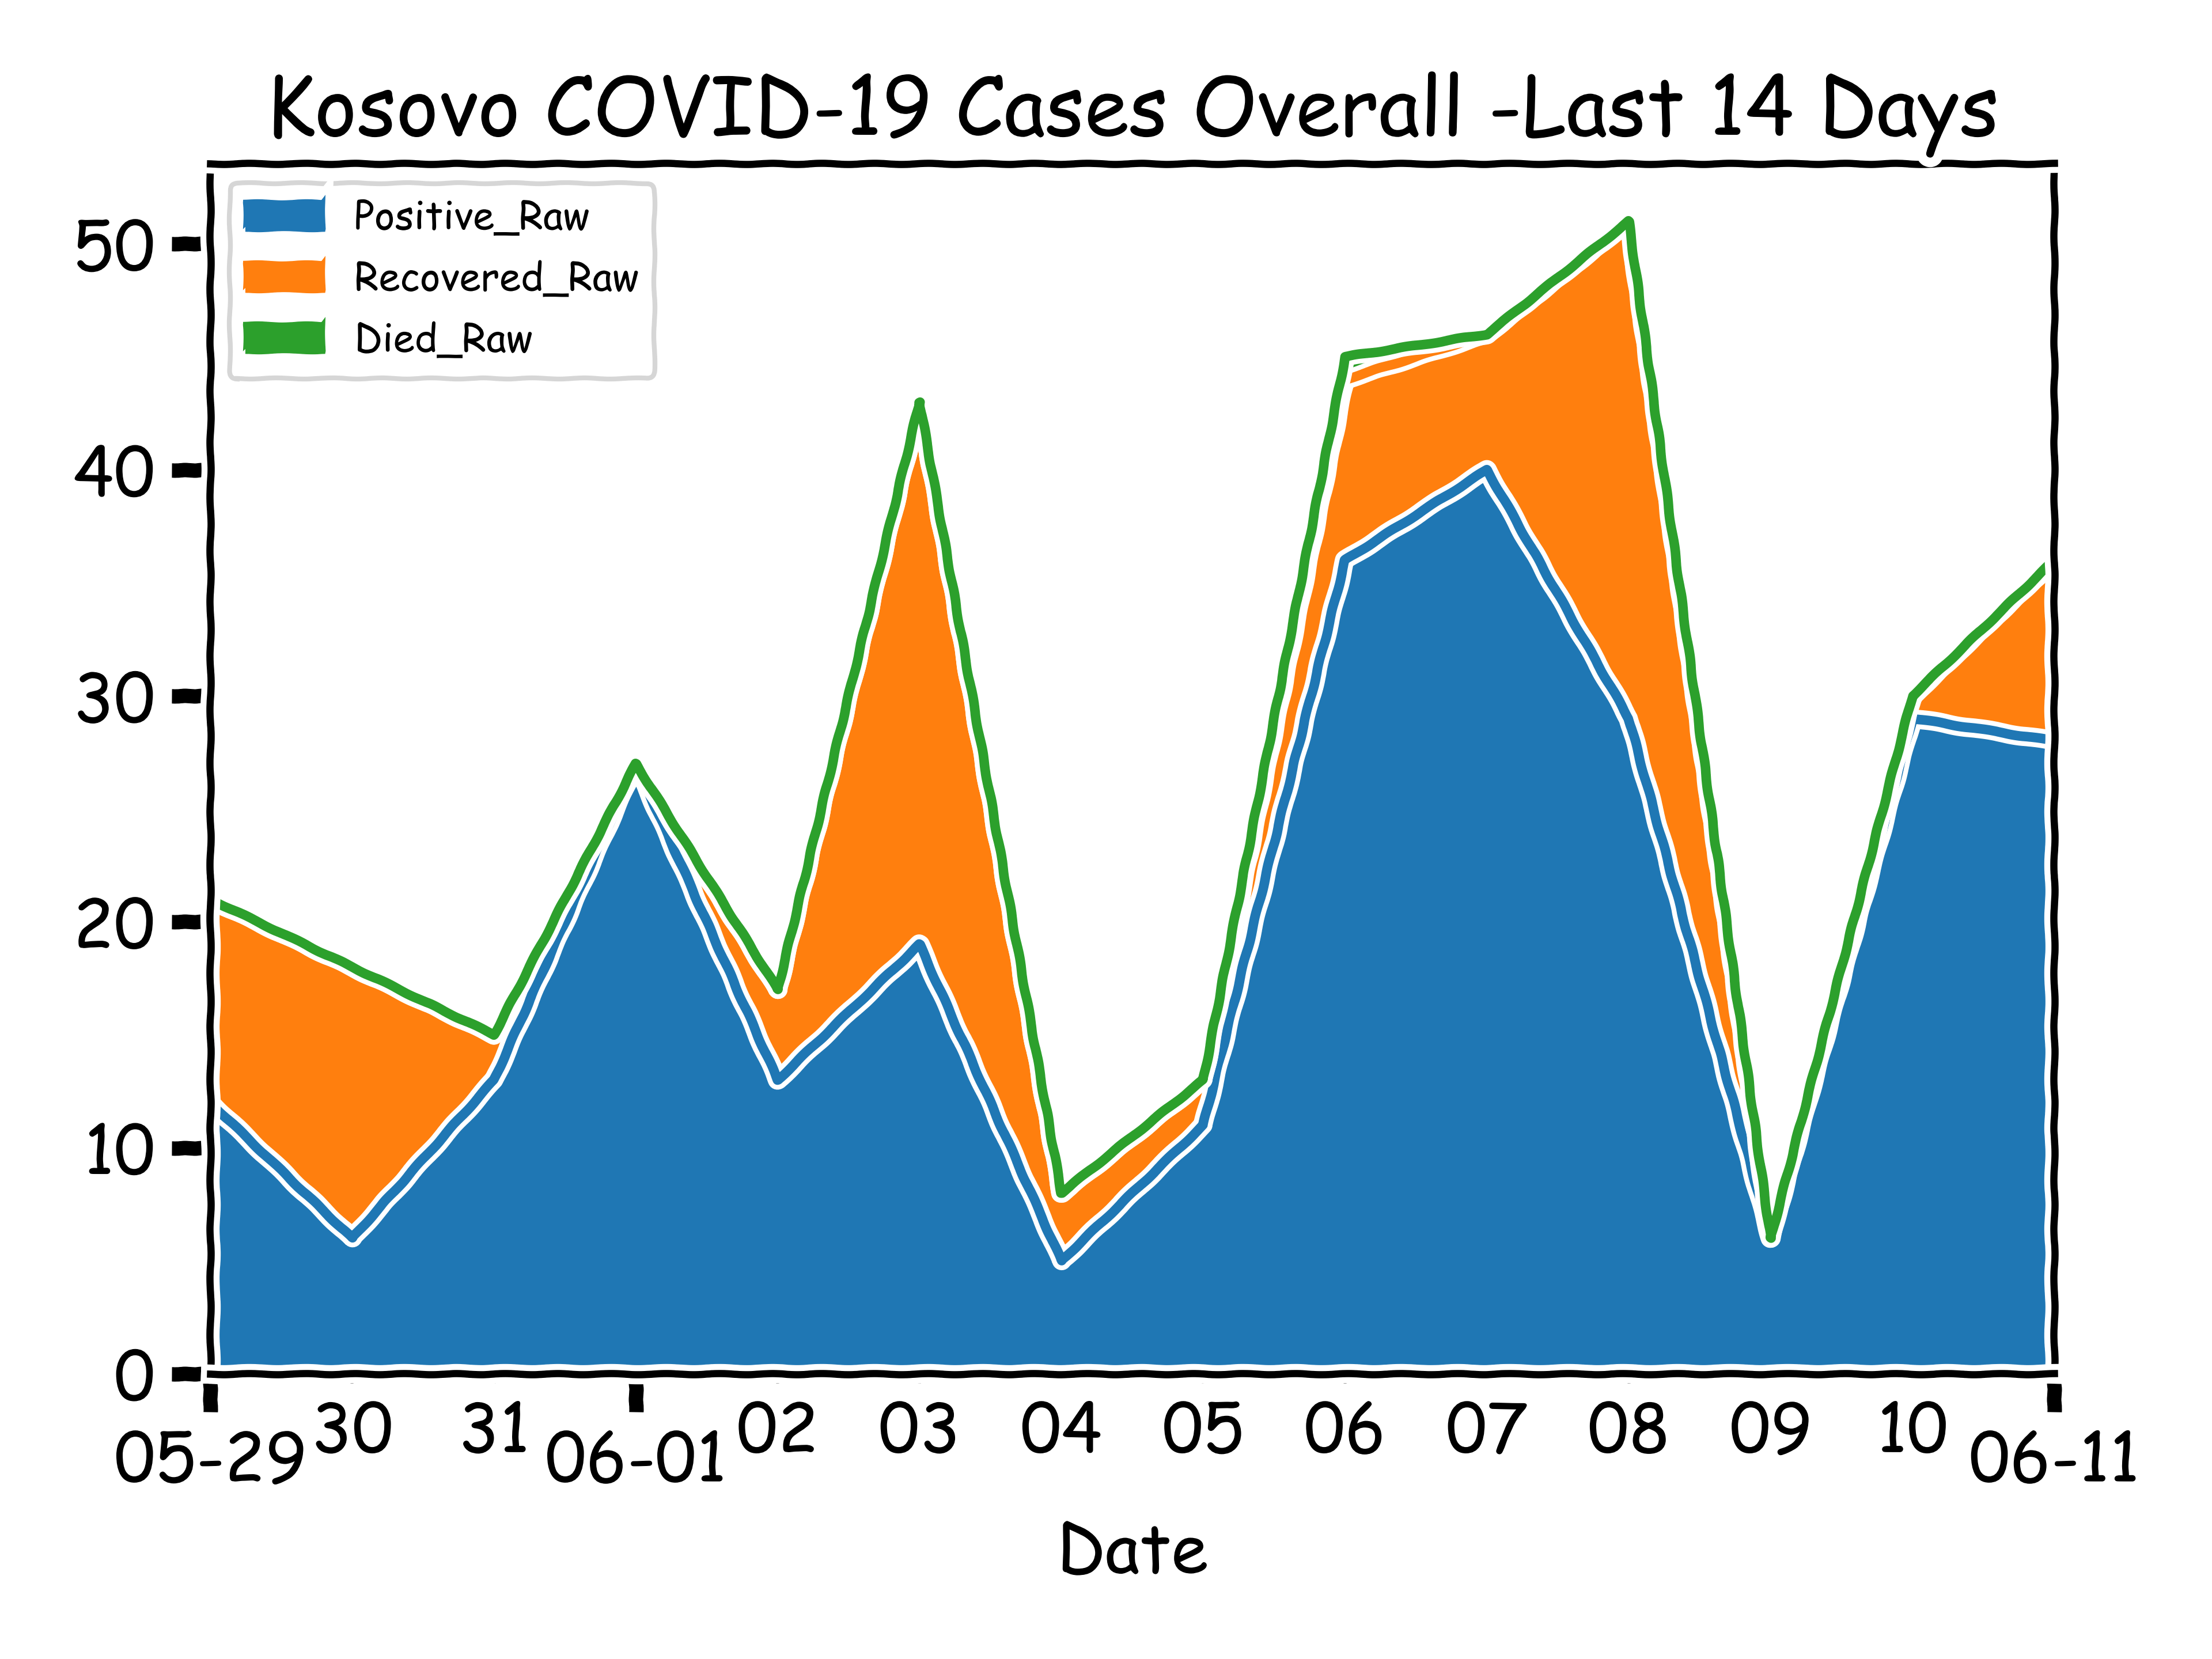 Kosovo COVID-19 Cases Overall -Last 14 Days
Positive_Raw
Recovered_Raw
Died_Raw
50
40
30
20
10
0
05-29 30 31 06-01 02 03 04 05 06 07 08 09 10 06-11
Date